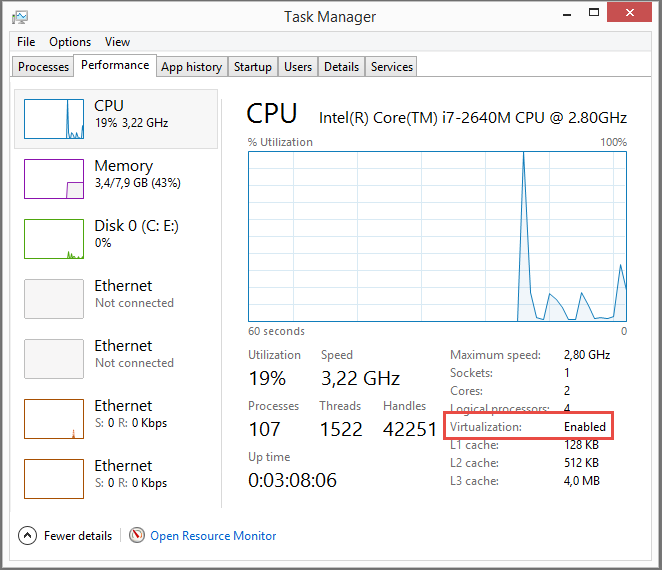 Task Manager
File Options View
Processes Performance App history Startup Users Details Services
CPU
19% 3,22 GHz
Memory
3,4/7,9 GB (43%)
Disk 0 (C: E:)
0%
Ethernet
Not connected
Ethernet
Not connected
Ethernet
S: 0 R: 0 Kbps
Ethernet
S: 0 R: 0 Kbps
CPU Intel(R) Core(TM) i7-2640M CPU @ 2.80GHz
% Utilization 100%
60 seconds 0
Utilization Speed
19% 3,22 GHz
Processes Threads Handles
107 1522 42251
Up time
0:03:08:06
Maximum speed: 2,80 GHz
Sockets: 1
Cores: 2
Logical processors: 4
Virtualization: Enabled
L1 cache: 128 KB
L2 cache: 512 KB
L3 cache: 4,0 MB
Fewer details Open Resource Monitor